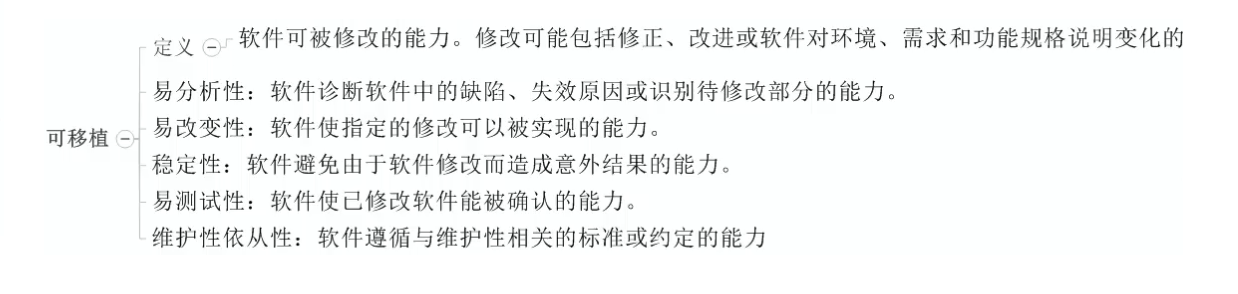 定义 软件可被修改的能力。修改可能包括修正、改进或软件对环境、需求和功能规格说明变化的
易分析性：软件诊断软件中的缺陷、失效原因或识别待修改部分的能力。
可移植
易改变性：软件使指定的修改可以被实现的能力。
稳定性：软件避免由于软件修改而造成意外结果的能力。
易测试性：软件使已修改软件能被确认的能力。
维护性依从性：软件遵循与维护性相关的标准或约定的能力